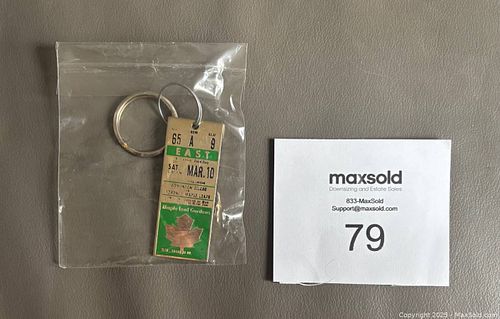 65 A 9
EAST
SAT. MAR. 10
Maple Leaf Gardens
maxsold
Downsizing and Estate Sales
833-MaxSold
Support@maxsold.com
79
Copyright 2025 - MaxSold.com